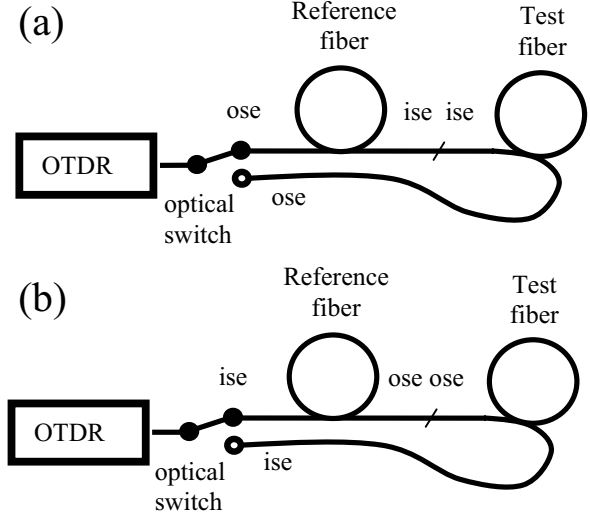 (a)
Reference
fiber
Test
fiber
ose
ise ise
OTDR
optical
switch
ose
(b)
Reference
fiber
Test
fiber
ise
ose ose
OTDR
optical
switch
ise